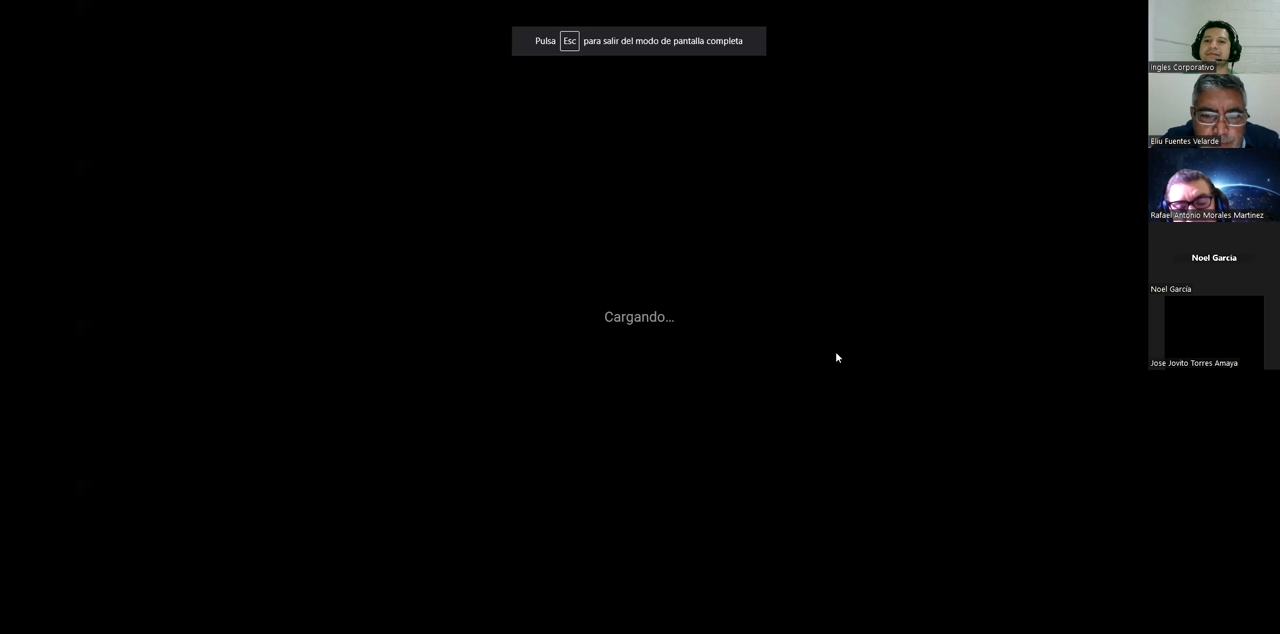 Pulsa Esc para salir del modo de pantalla completa
Cargando...
Ingles Corporativo
Eliu Fuentes Velarde
Rafael Antonio Morales Martinez
Noel Garcia
Noel García
Jose Jovito Torres Amaya